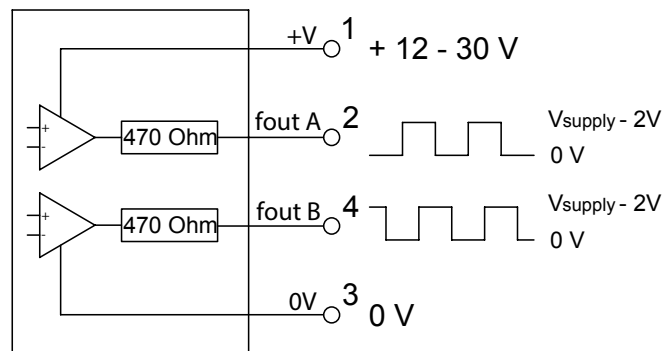 +V 1 + 12 - 30 V
+
-
470 Ohm
fout A 2
Vsupply - 2V
0 V
+
-
470 Ohm
fout B 4
Vsupply - 2V
0 V
0V 3 0 V